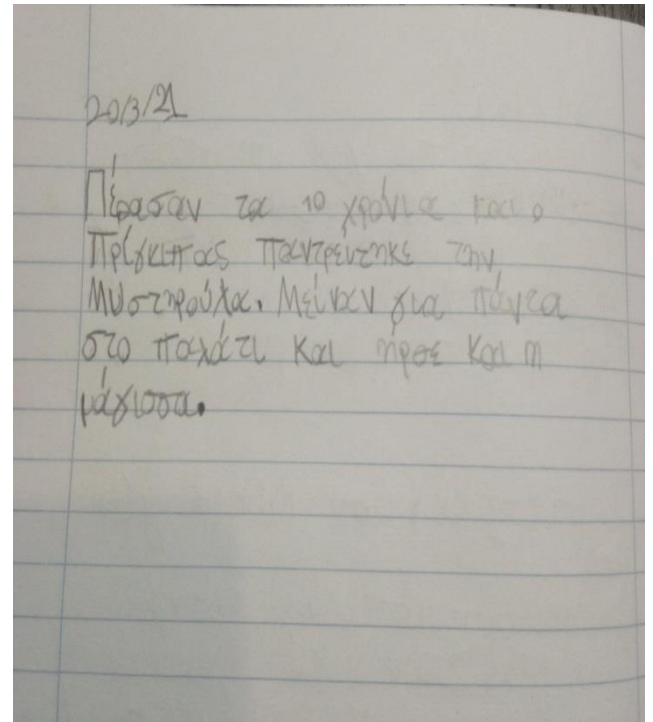 20/3/21
Πέρασαν τα 10 χρόνια και ο
Πρίγκιπας παντρεύτηκε την
Μυστηρούλα. Μείναν για πάντα
στο παλάτι και ήρσε και η
μάγισσα.